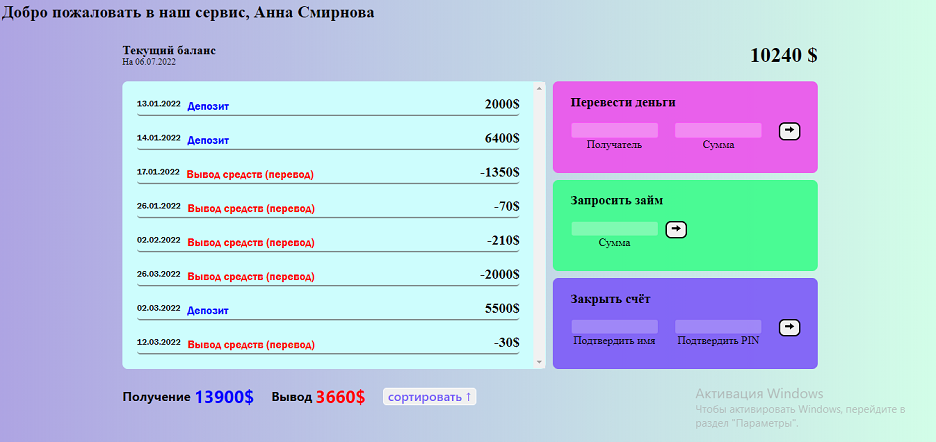 Добро пожаловать в наш сервис, Анна Смирнова
Текущий баланс
На 06.07.2022
10240 $
13.01.2022 Депозит 2000$
14.01.2022 Депозит 6400$
17.01.2022 Вывод средств (перевод) -1350$
26.01.2022 Вывод средств (перевод) -70$
02.02.2022 Вывод средств (перевод) -210$
26.03.2022 Вывод средств (перевод) -2000$
02.03.2022 Депозит 5500$
12.03.2022 Вывод средств (перевод) -30$
Перевести деньги
Получатель Сумма
Запросить займ
Сумма
Закрыть счёт
Подтвердить имя Подтвердить PIN
Получение 13900$ Вывод 3660$ сортировать ↑
Активация Windows
Чтобы активировать Windows, перейдите в
раздел "Параметры".